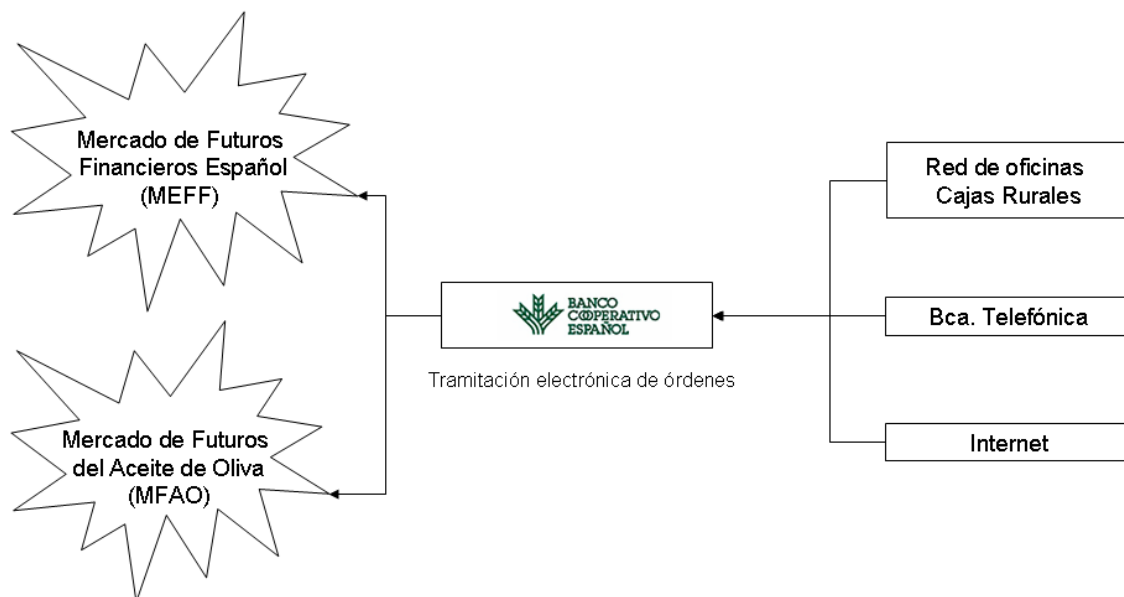 Mercado de Futuros
Financieros Español
(MEFF)
Mercado de Futuros
del Aceite de Oliva
(MFAO)
BANCO
COOPERATIVO
ESPAÑOL
Tramitación electrónica de órdenes
Red de oficinas
Cajas Rurales
Bca. Telefónica
Internet